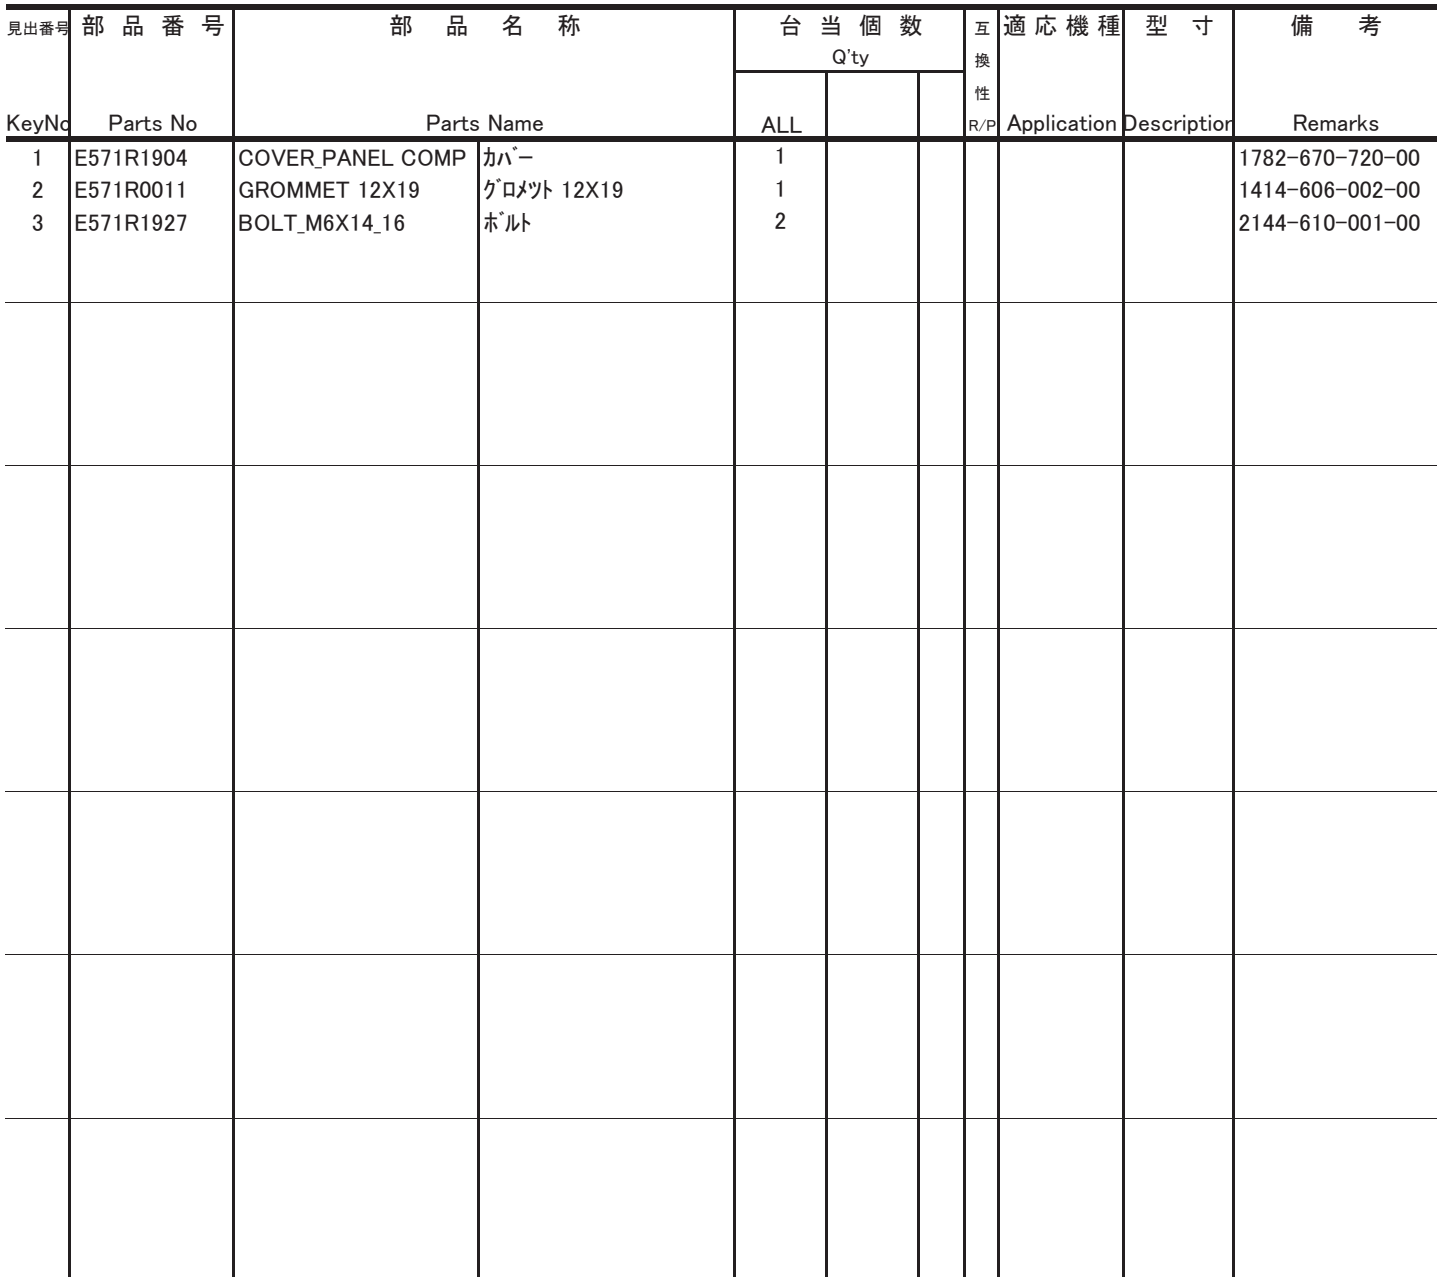 見出番号 部品番号 部品名称 台当個数 互換性 適応機種 型寸 備考
Q'ty
KeyNo Parts No Parts Name ALL R/P Application Description Remarks
1 E571R1904 COVER_PANEL COMP ｶﾊﾞｰ 1 1782-670-720-00
2 E571R0011 GROMMET 12X19 ｸﾞﾛﾒﾂﾄ 12X19 1 1414-606-002-00
3 E571R1927 BOLT_M6X14_16 ﾎﾞﾙﾄ 2 2144-610-001-00